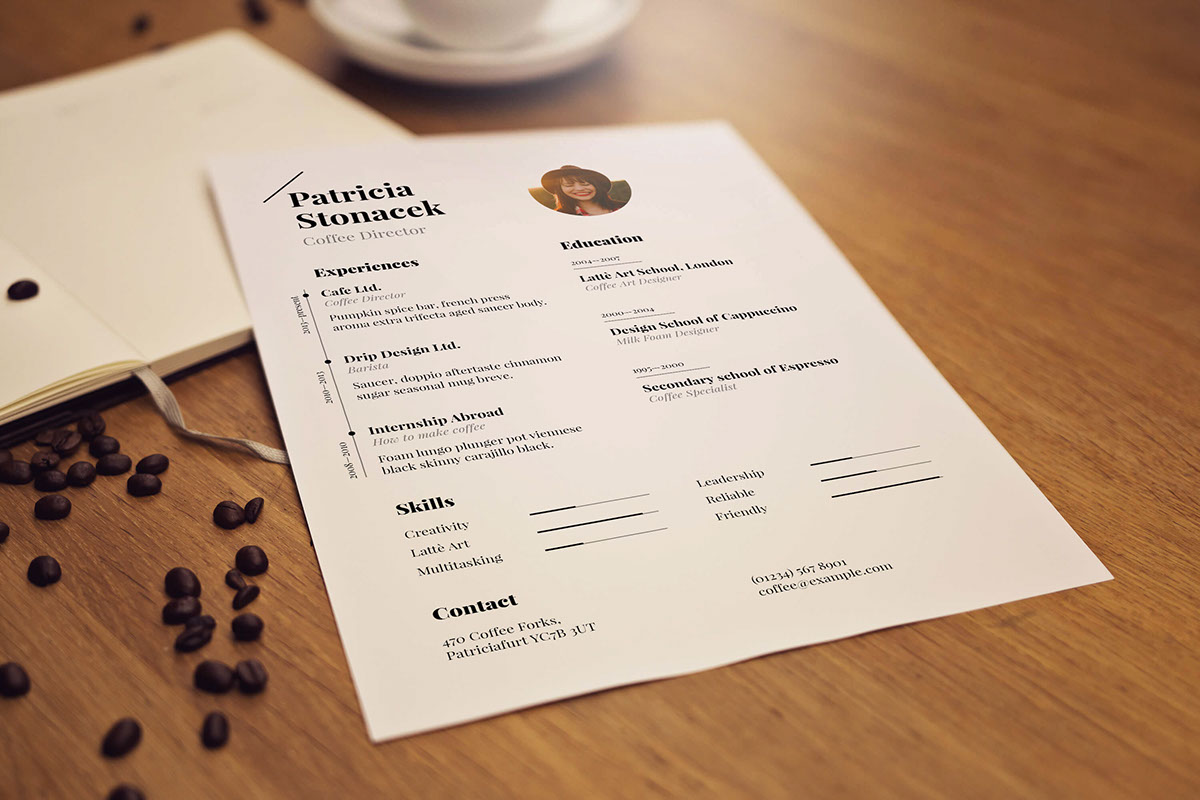 Patricia
Stonacek
Coffee Director
Experiences
2013—present
Cafe Ltd.
Coffee Director
Pumpkin spice bar, french press
aroma extra trifecta aged saucer body.
2010—2013
Drip Design Ltd.
Barista
Saucer, doppio aftertaste cinnamon
sugar seasonal mug breve.
2008—2010
Internship Abroad
How to make coffee
Foam lungo plunger pot viennese
black skinny carajillo black.
Education
2004—2007
Lattè Art School, London
Coffee Art Designer
2000—2004
Design School of Cappuccino
Milk Foam Designer
1995—2000
Secondary school of Espresso
Coffee Specialist
Skills
Creativity
Lattè Art
Multitasking
Leadership
Reliable
Friendly
Contact
470 Coffee Forks,
Patriciafurt YC7B 3UT
(01234) 567 8901
coffee@example.com